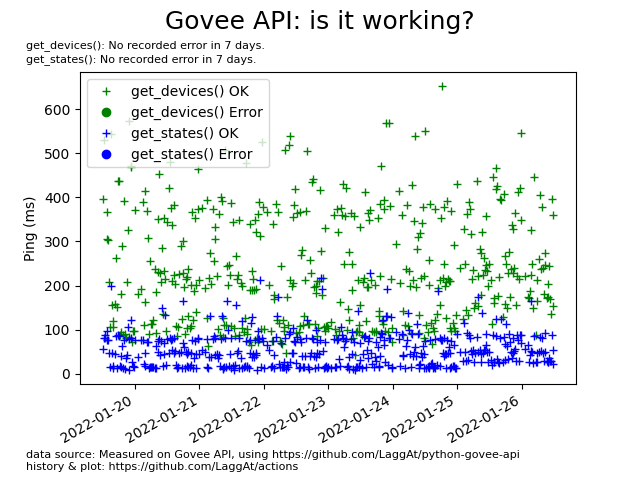 Govee API: is it working?
get_devices(): No recorded error in 7 days.
get_states(): No recorded error in 7 days.
get_devices() OK
get_devices() Error
get_states() OK
get_states() Error
Ping (ms)
600
500
400
300
200
100
0
2022-01-20
2022-01-21
2022-01-22
2022-01-23
2022-01-24
2022-01-25
2022-01-26
data source: Measured on Govee API, using https://github.com/LaggAt/python-govee-api
history & plot: https://github.com/LaggAt/actions